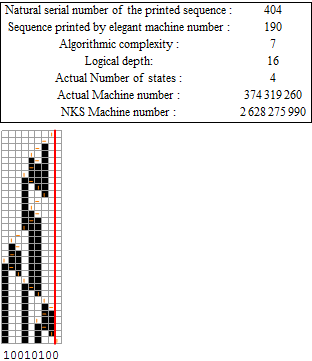 Natural serial number of the printed sequence : 404
Sequence printed by elegant machine number : 190
Algorithmic complexity : 7
Logical depth: 16
Actual Number of states : 4
Actual Machine number : 374 319 260
NKS Machine number : 2 628 275 990
10010100